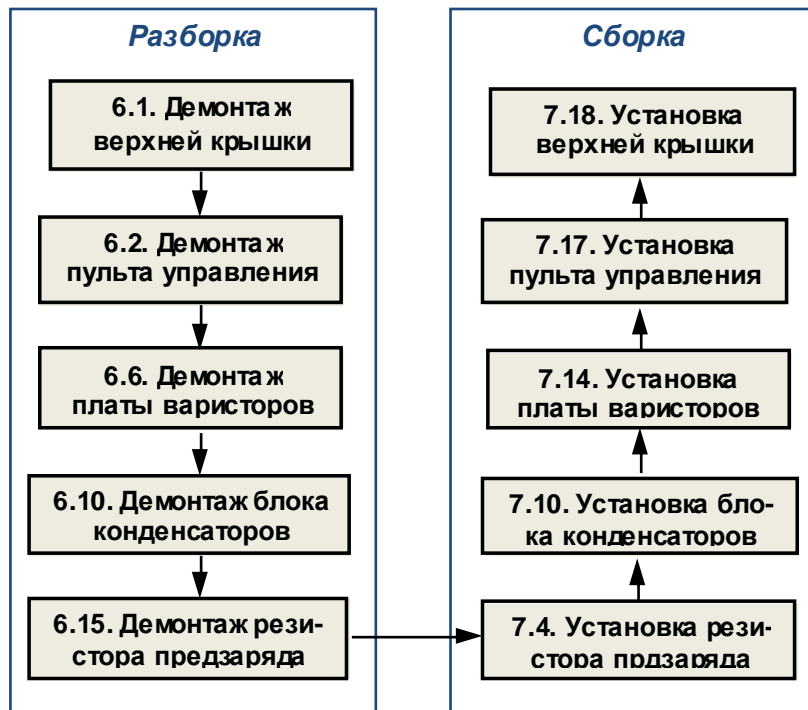 Разборка
6.1. Демонтаж
верхней крышки
6.2. Демонтаж
пульта управления
6.6. Демонтаж
платы варисторов
6.10. Демонтаж блока
конденсаторов
6.15. Демонтаж рези-
стора предзаряда
Сборка
7.18. Установка
верхней крышки
7.17. Установка
пульта управления
7.14. Установка
платы варисторов
7.10. Установка бло-
ка конденсаторов
7.4. Установка рези-
стора прдзаряда